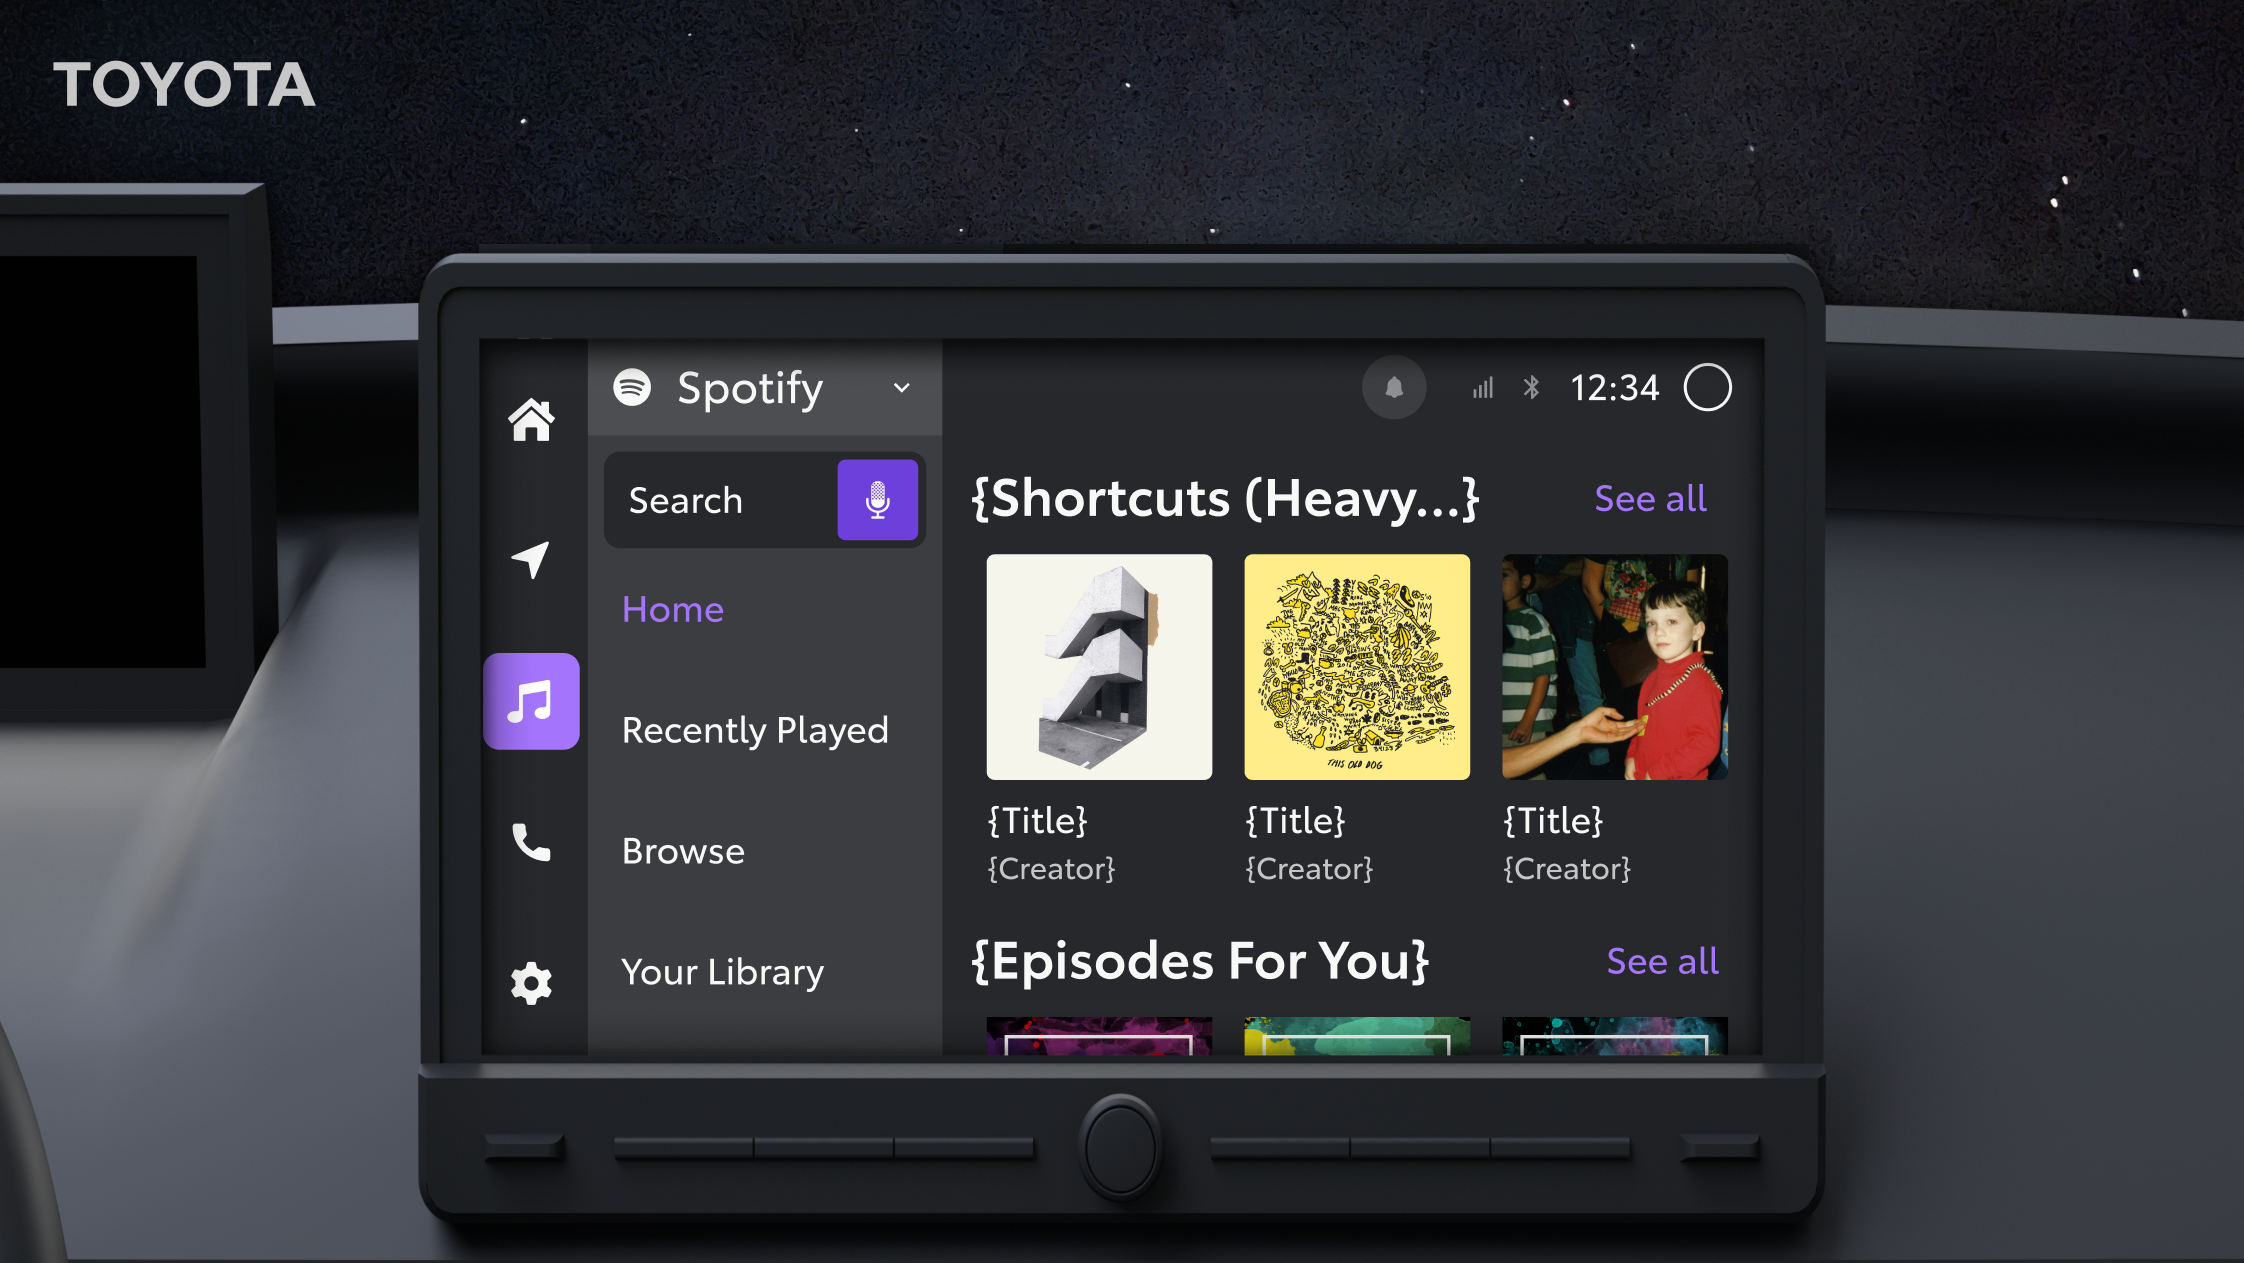 TOYOTA
Spotify
12:34
Search
{Shortcuts (Heavy...}
See all
Home
Recently Played
Browse
Your Library
THIS OLD DOG
{Title}
{Title}
{Title}
{Creator}
{Creator}
{Creator}
{Episodes For You}
See all